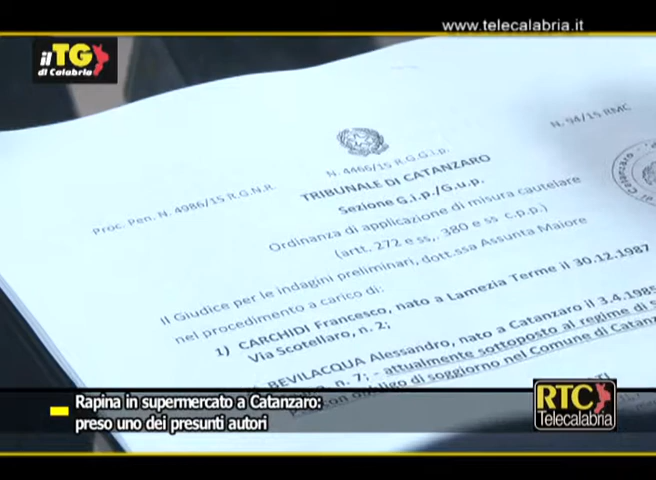 www.telecalabria.it
il TG
di Calabria
N. 94/15 RMC
N. 4466/15 R.G.G.i.p.
Proc. Pen. N. 4986/15 R.G.N.R.
TRIBUNALE DI CATANZARO
Sezione G.i.p./G.u.p.
Ordinanza di applicazione di misura cautelare
(artt. 272 e ss,. 380 e ss c.p.p.)
Il Giudice per le indagini preliminari, dott.ssa Assunta Maiore
nel procedimento a carico di:
1) CARCHIDI Francesco, nato a Lamezia Terme il 30.12.1987
Via Scotellaro, n. 2;
BEVILACQUA Alessandro, nato a Catanzaro il 3.4.1985
n. 7; - attualmente sottoposto al regime di
con obbligo di soggiorno nel Comune di
Rapina in supermercato a Catanzaro:
preso uno dei presunti autori
RTC
Telecalabria